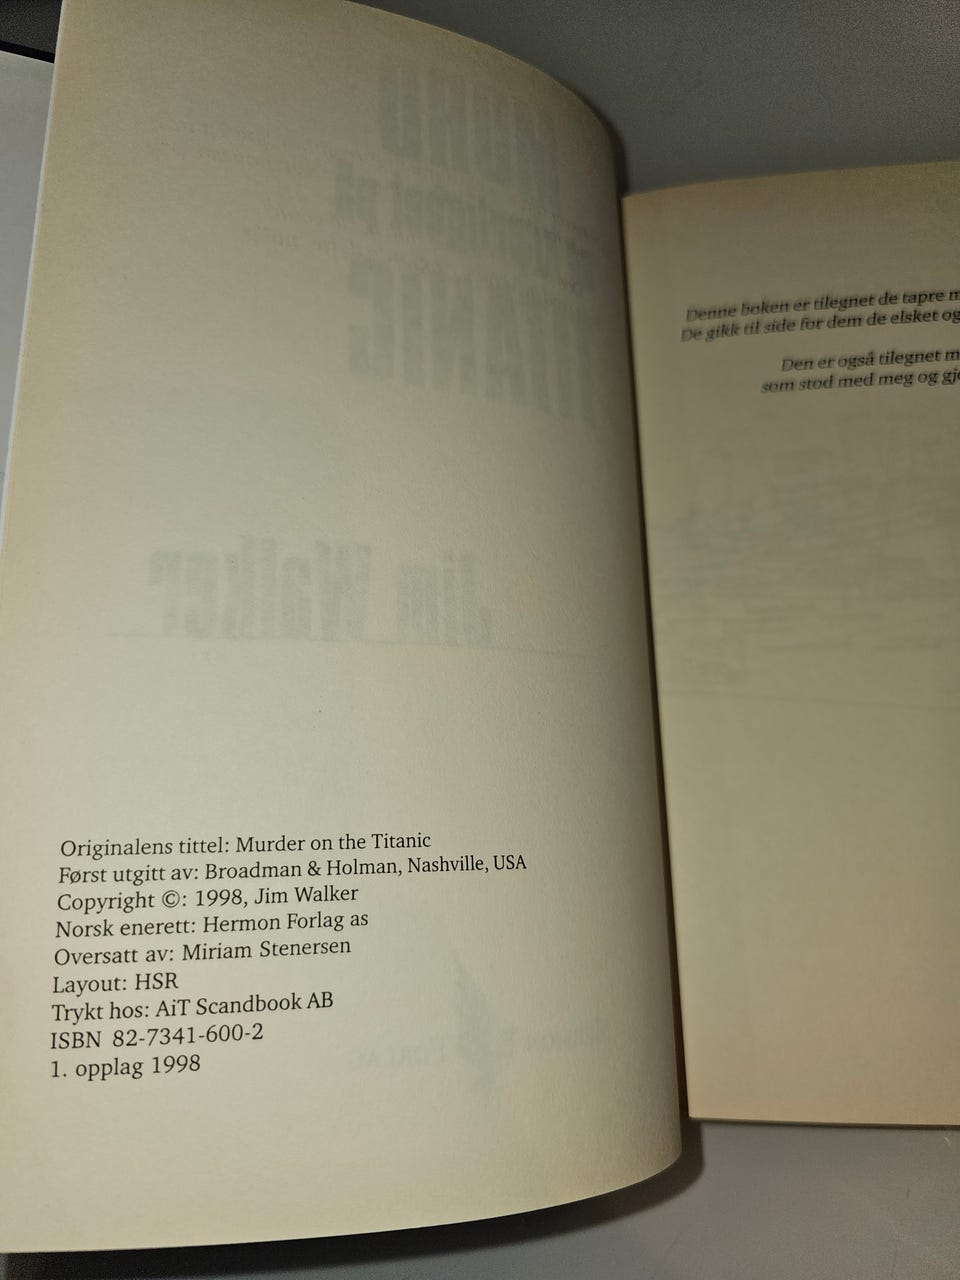 Originalens tittel: Murder on the Titanic
Først utgitt av: Broadman & Holman, Nashville, USA
Copyright ©: 1998, Jim Walker
Norsk enerett: Hermon Forlag as
Oversatt av: Miriam Stenersen
Layout: HSR
Trykt hos: AiT Scandbook AB
ISBN 82-7341-600-2
1. opplag 1998
Jim Walker
Denne boken er tilegnet de tapre
De gikk til side for dem de elsket og
Den er også tilegnet
som stod med meg og